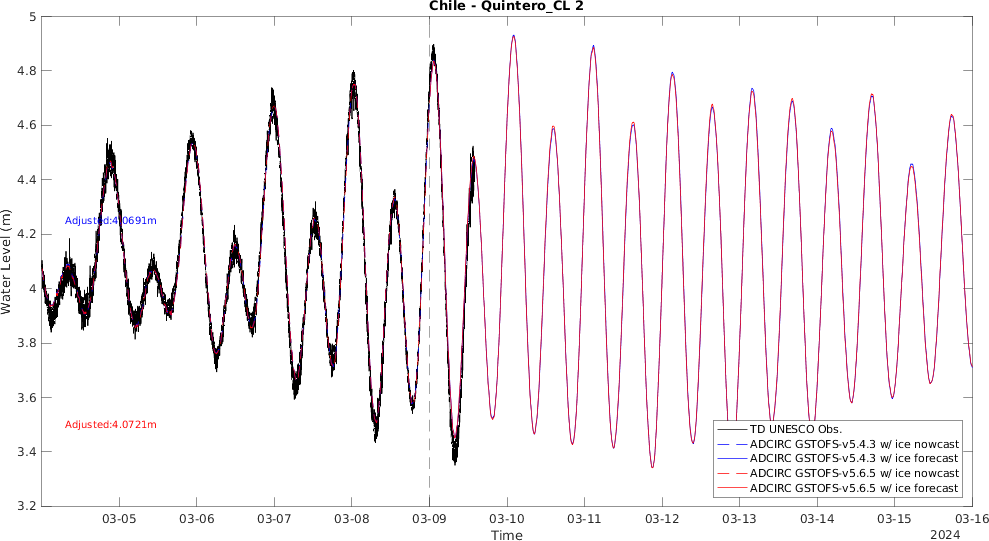 Chile - Quintero_CL 2
5
4.8
4.6
4.4
4.2
4
3.8
3.6
3.4
3.2
Water Level (m)
Adjusted:4.0691m
Adjusted:4.0721m
TD UNESCO Obs.
ADCIRC GSTOFS-v5.4.3 w/ ice nowcast
ADCIRC GSTOFS-v5.4.3 w/ ice forecast
ADCIRC GSTOFS-v5.6.5 w/ ice nowcast
ADCIRC GSTOFS-v5.6.5 w/ ice forecast
03-05 03-06 03-07 03-08 03-09 03-10 03-11 03-12 03-13 03-14 03-15 03-16
Time
2024